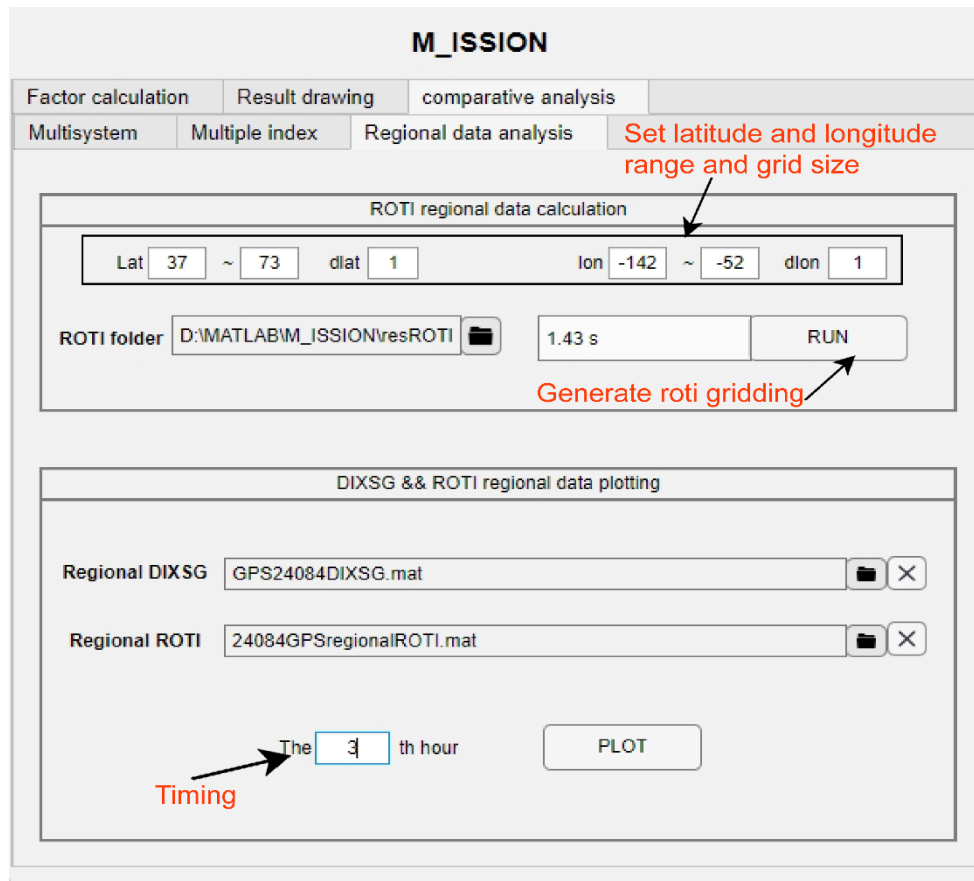 M_ISSION
Factor calculation Result drawing comparative analysis
Multisystem Multiple index Regional data analysis
Set latitude and longitude
range and grid size
ROTI regional data calculation
Lat 37 ~ 73 dlat 1 lon -142 ~ -52 dlon 1
ROTI folder D:\MATLAB\M_ISSION\resROTI 1.43 s RUN
Generate roti gridding
DIXSG && ROTI regional data plotting
Regional DIXSG GPS24084DIXSG.mat
Regional ROTI 24084GPSregionalROTI.mat
The 3 th hour PLOT
Timing